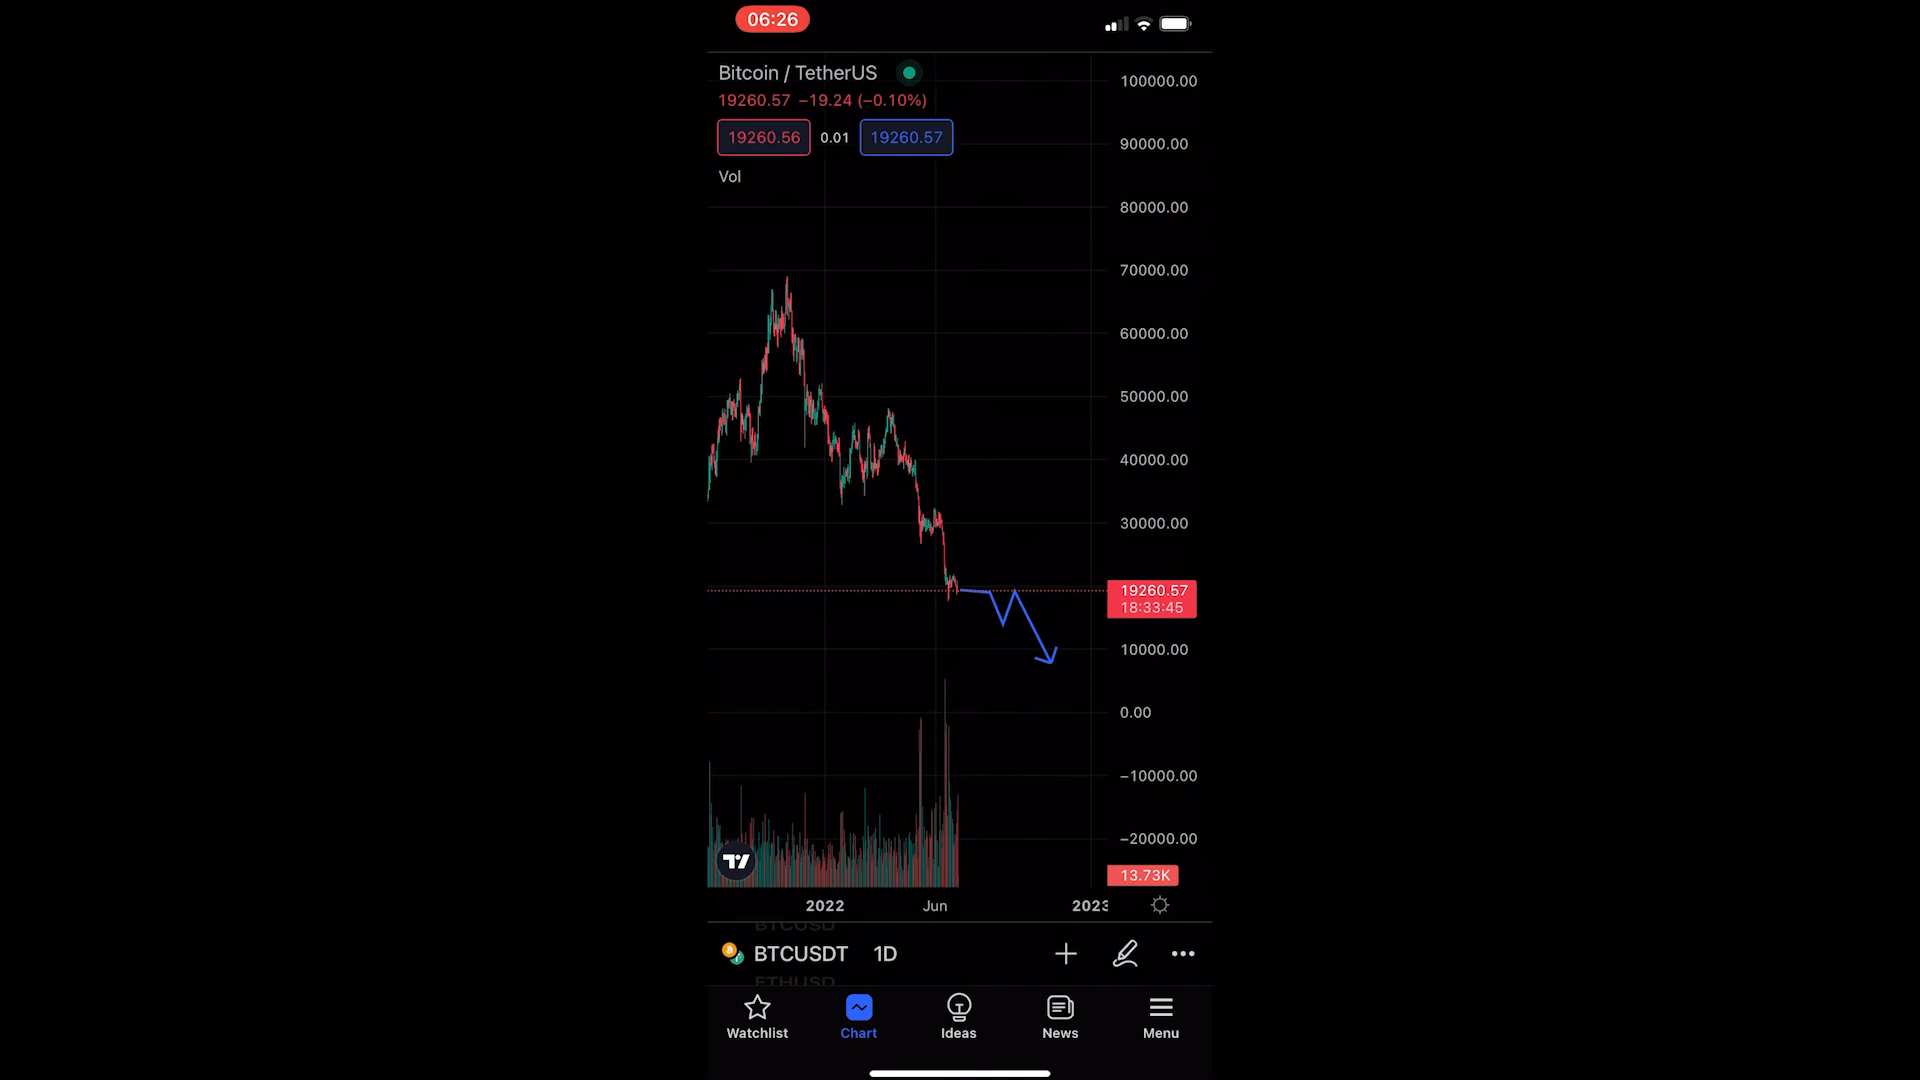 06:26
Bitcoin / TetherUS
19260.57 −19.24 (−0.10%)
19260.56 0.01 19260.57
Vol
100000.00
90000.00
80000.00
70000.00
60000.00
50000.00
40000.00
30000.00
19260.57
18:33:45
10000.00
0.00
−10000.00
−20000.00
13.73K
2022 Jun 2023
BTCUSD
BTCUSDT 1D
ETHUSD
Watchlist Chart Ideas News Menu